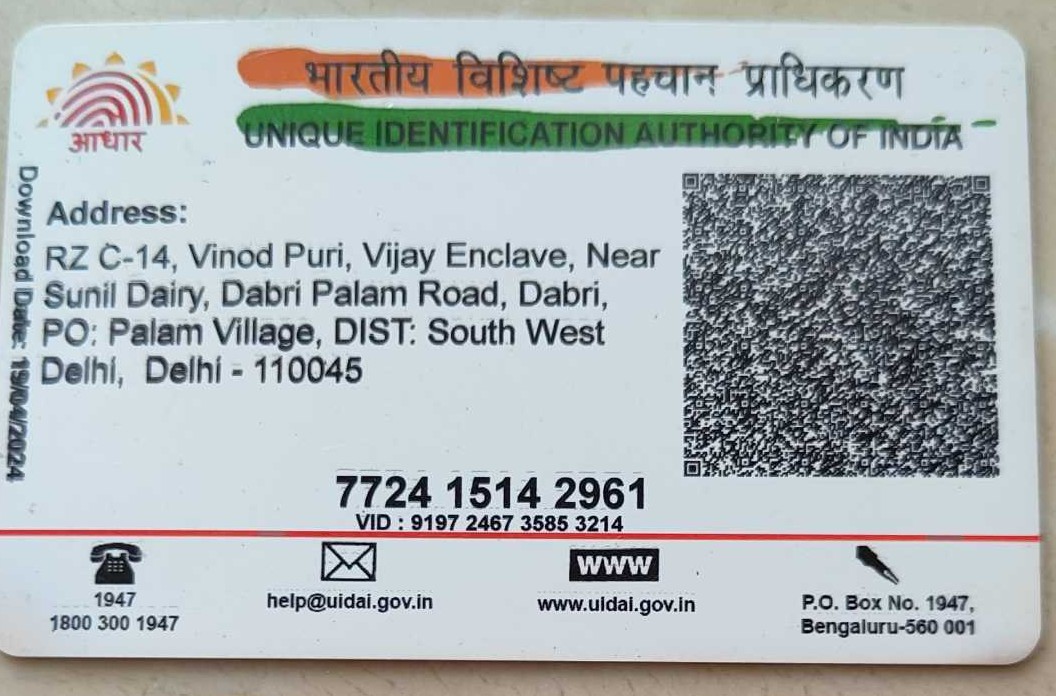 भारतीय विशिष्ट पहचान प्राधिकरण
UNIQUE IDENTIFICATION AUTHORITY OF INDIA
आधार
Download Date: 19/04/2024
Address:
RZ C-14, Vinod Puri, Vijay Enclave, Near
Sunil Dairy, Dabri Palam Road, Dabri,
PO: Palam Village, DIST: South West
Delhi, Delhi - 110045
7724 1514 2961
VID : 9197 2467 3585 3214
1947
1800 300 1947
help@uidai.gov.in
www
www.uidai.gov.in
P.O. Box No. 1947,
Bengaluru-560 001